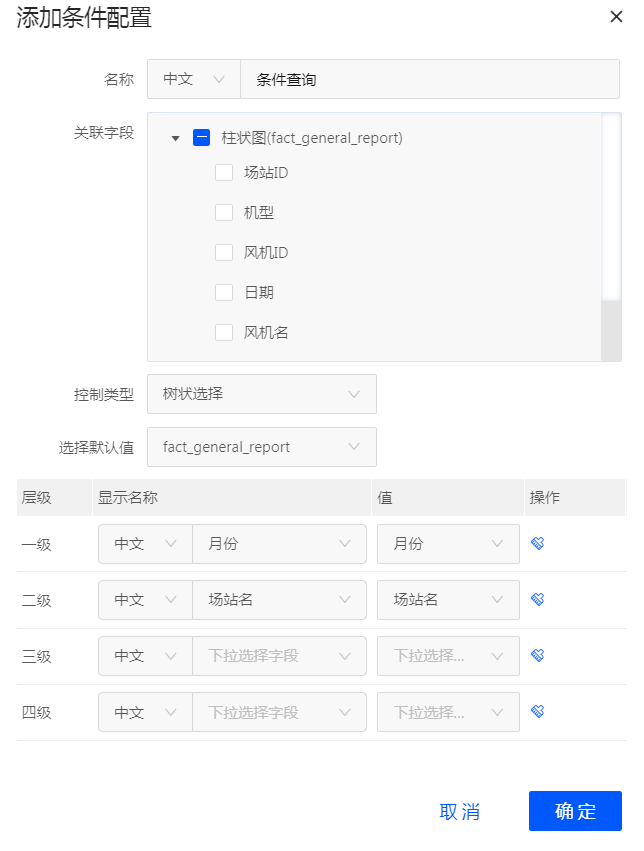 添加条件配置
名称 中文 条件查询
关联字段 柱状图(fact_general_report)
场站ID
机型
风机ID
日期
风机名
控制类型 树状选择
选择默认值 fact_general_report
层级 显示名称 值 操作
一级 中文 月份 月份
二级 中文 场站名 场站名
三级 中文 下拉选择字段 下拉选择...
四级 中文 下拉选择字段 下拉选择...
取消 确定